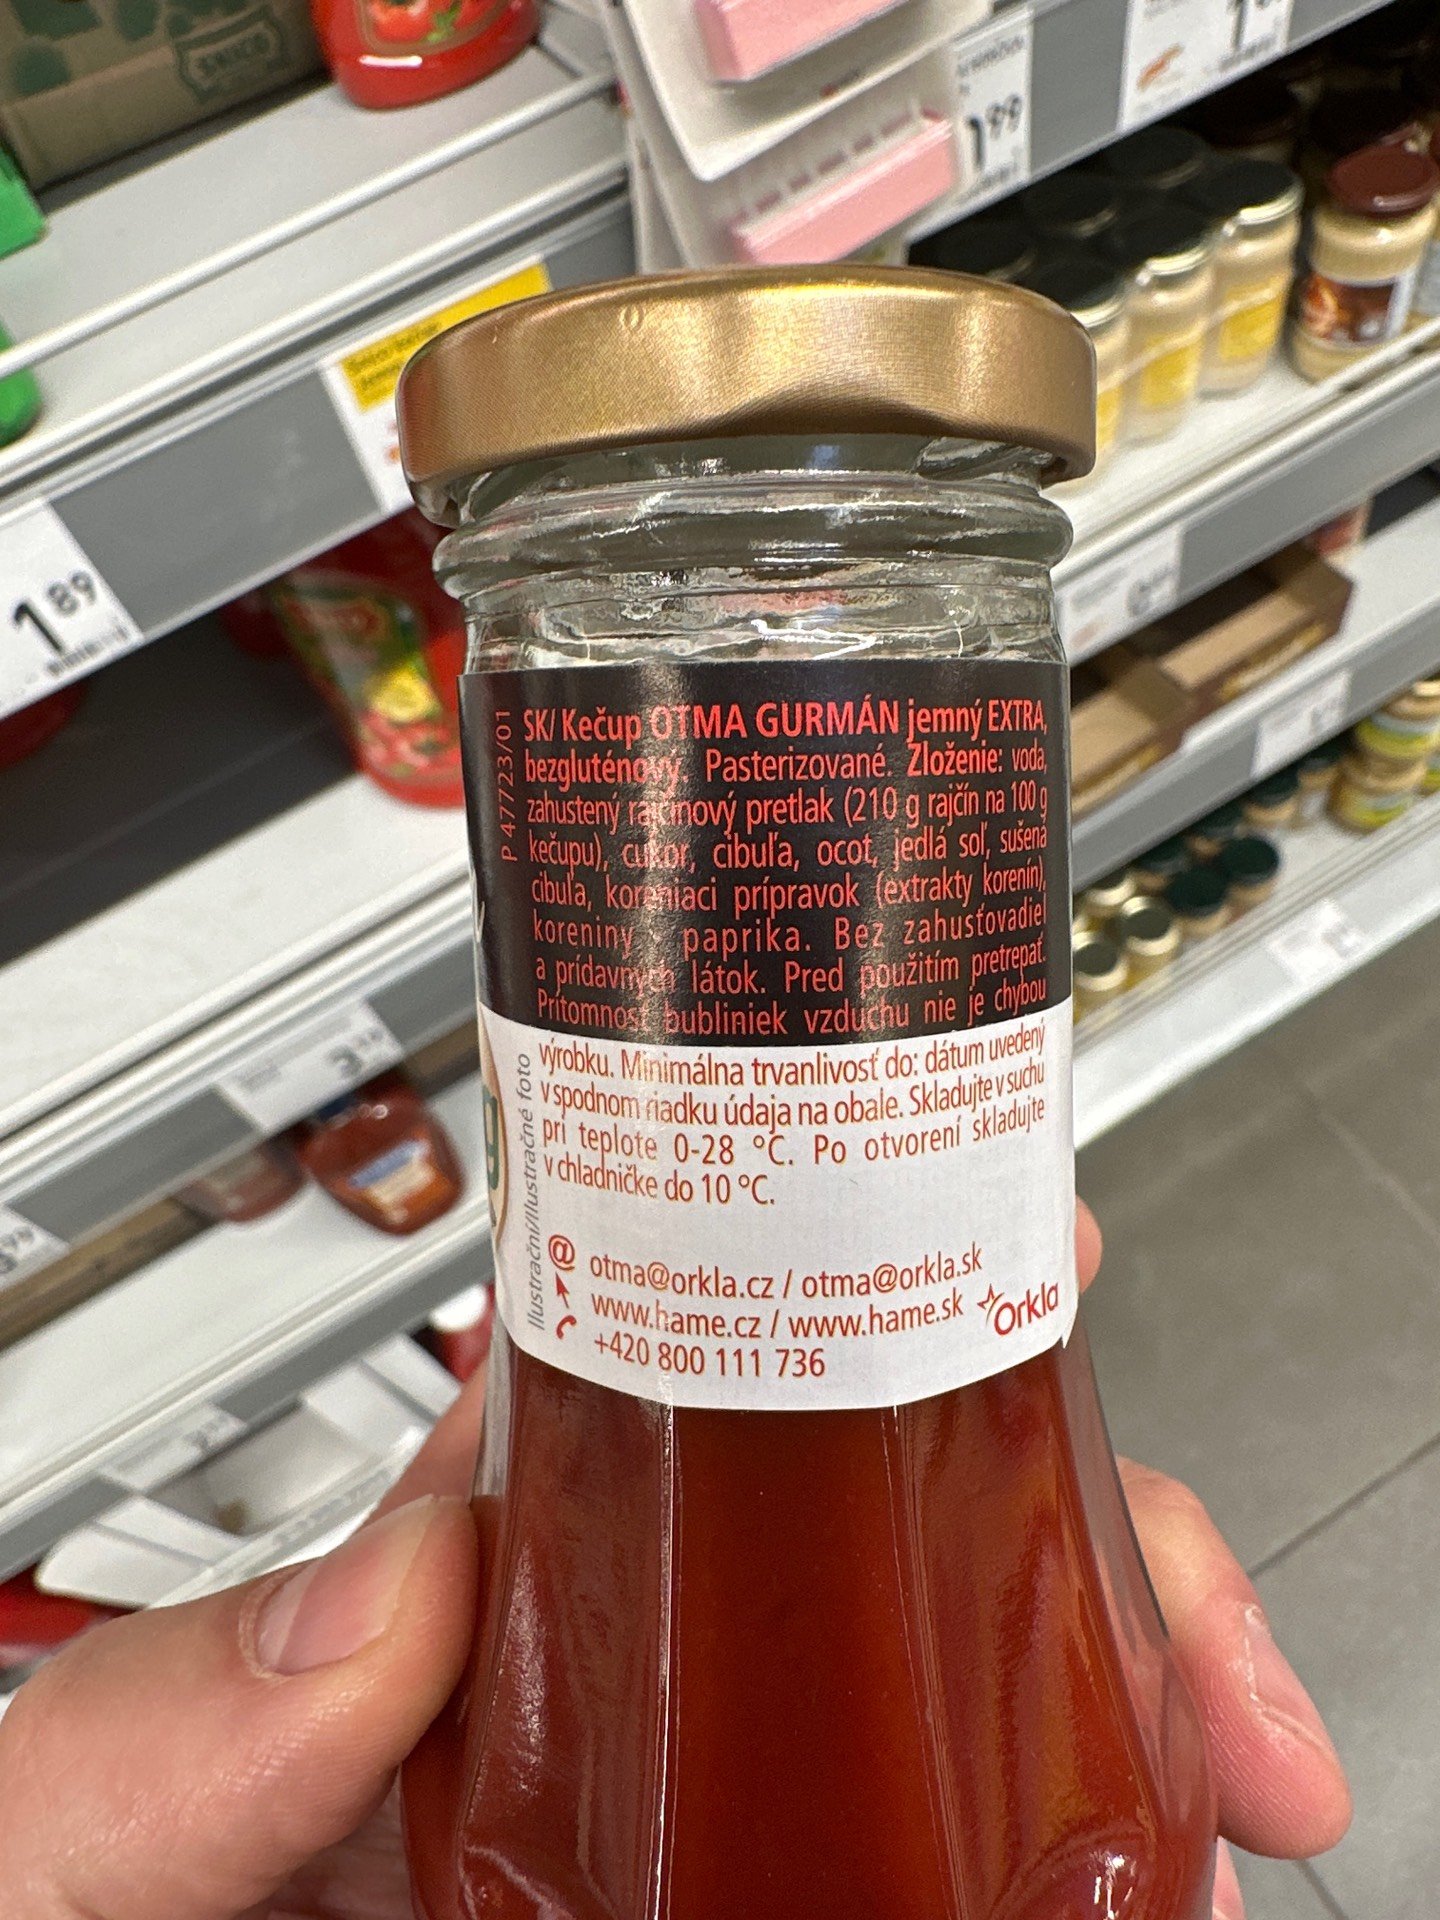 1 99
1 89
P 47723/01
SK/ Kečup OTMA GURMÁN jemný EXTRA,
bezgluténový. Pasterizované. Zloženie: voda,
zahustený rajčinový pretlak (210 g rajčín na 100 g
kečupu), cukor, cibuľa, ocot, jedlá soľ, sušená
cibuľa, koreniaci prípravok (extrakty korenín),
koreniny, paprika. Bez zahusťovadiel
a prídavných látok. Pred použitím pretrepať.
Prítomnosť bubliniek vzduchu nie je chybou
výrobku. Minimálna trvanlivosť do: dátum uvedený
v spodnom riadku údaja na obale. Skladujte v suchu
pri teplote 0-28 °C. Po otvorení skladujte
v chladničke do 10 °C.
Ilustrační/Ilustračné foto
@ otma@orkla.cz / otma@orkla.sk
www.hame.cz / www.hame.sk
+420 800 111 736
Orkla